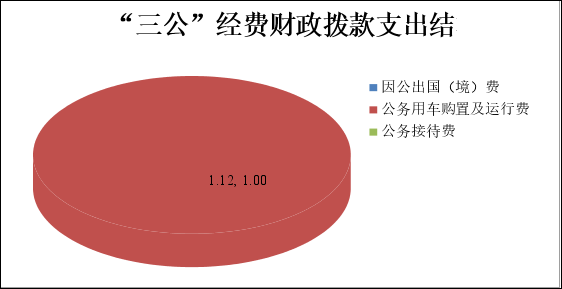 “三公”经费财政拨款支出结
因公出国（境）费
公务用车购置及运行费
公务接待费
1.12, 1.00